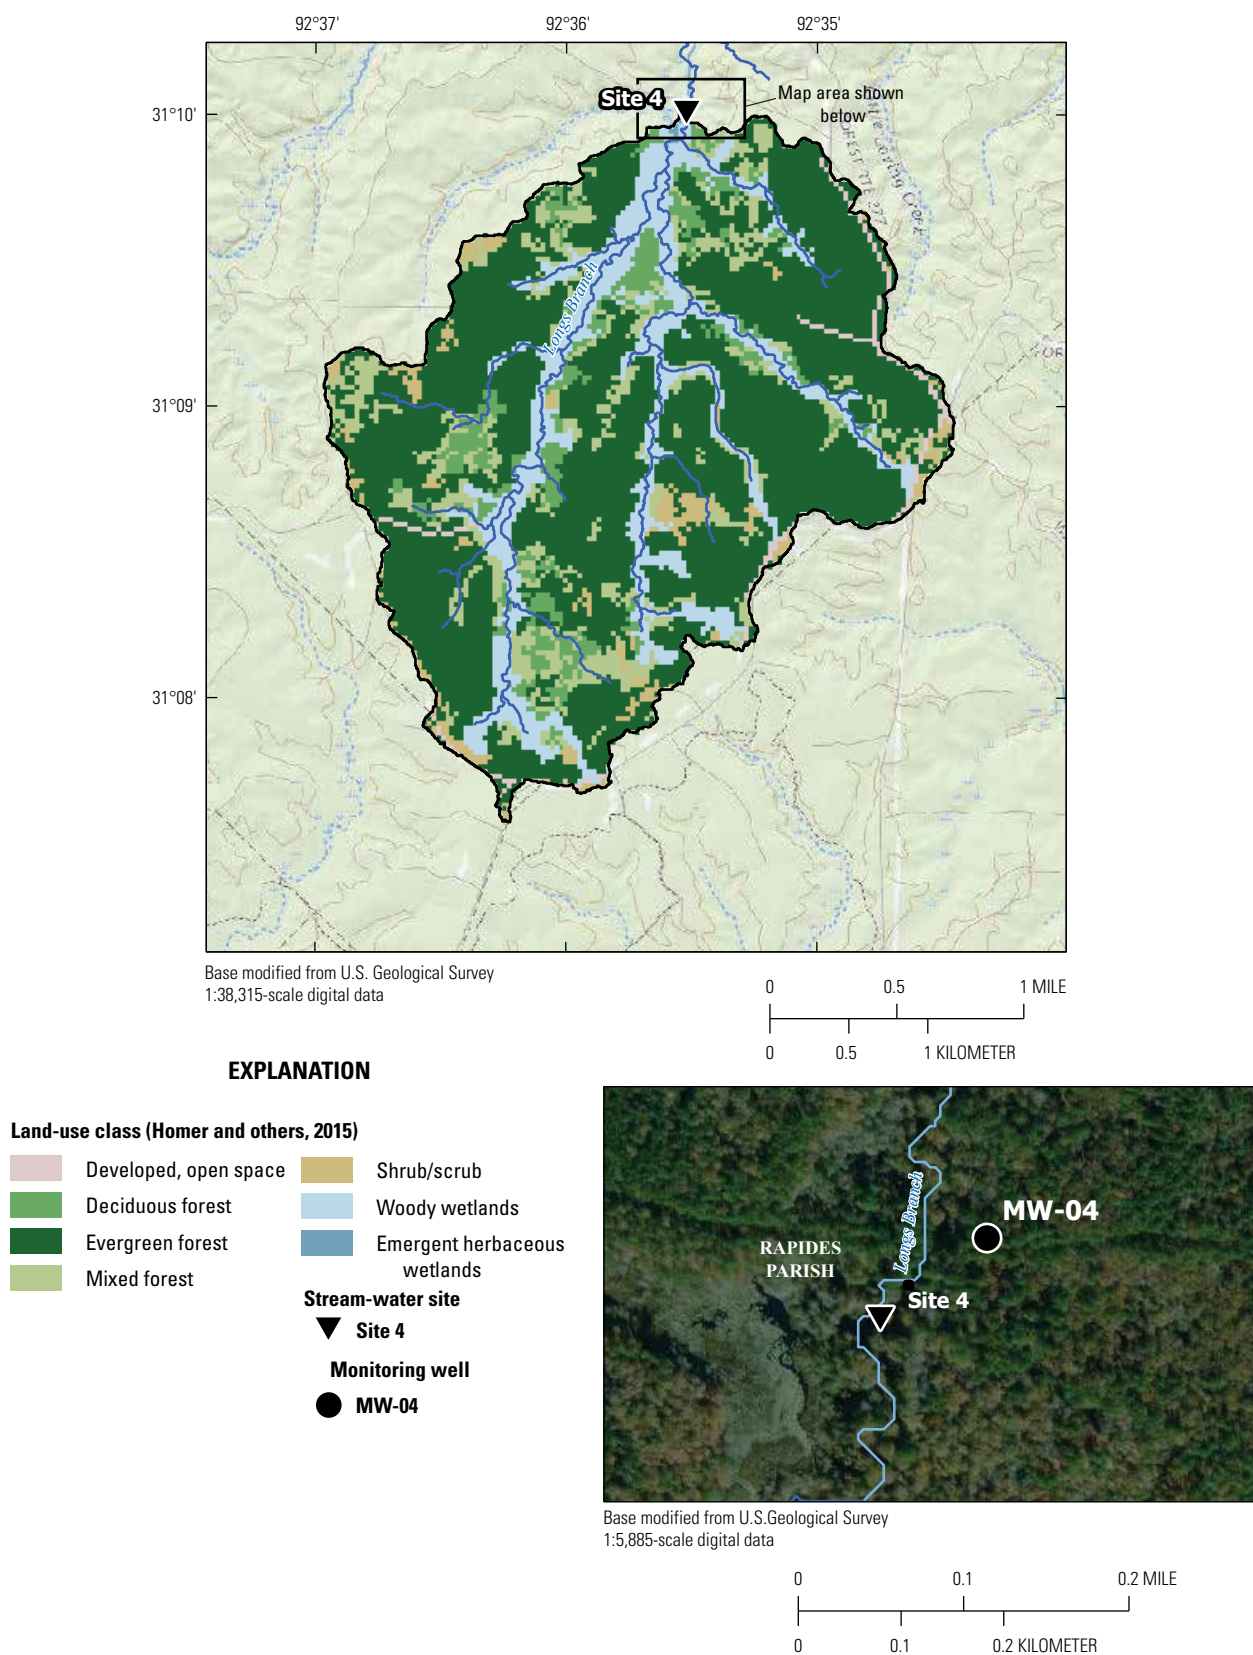 92°37'
92°36'
92°35'
31°10'
31°09'
31°08'
Site 4
Map area shown
below
Longs Branch
Base modified from U.S. Geological Survey
1:38,315-scale digital data
0 0.5 1 MILE
0 0.5 1 KILOMETER
EXPLANATION
Land-use class (Homer and others, 2015)
Developed, open space
Deciduous forest
Evergreen forest
Mixed forest
Shrub/scrub
Woody wetlands
Emergent herbaceous
wetlands
Stream-water site
Site 4
Monitoring well
MW-04
Longs Branch
MW-04
RAPIDES
PARISH
Site 4
Base modified from U.S.Geological Survey
1:5,885-scale digital data
0 0.1 0.2 MILE
0 0.1 0.2 KILOMETER